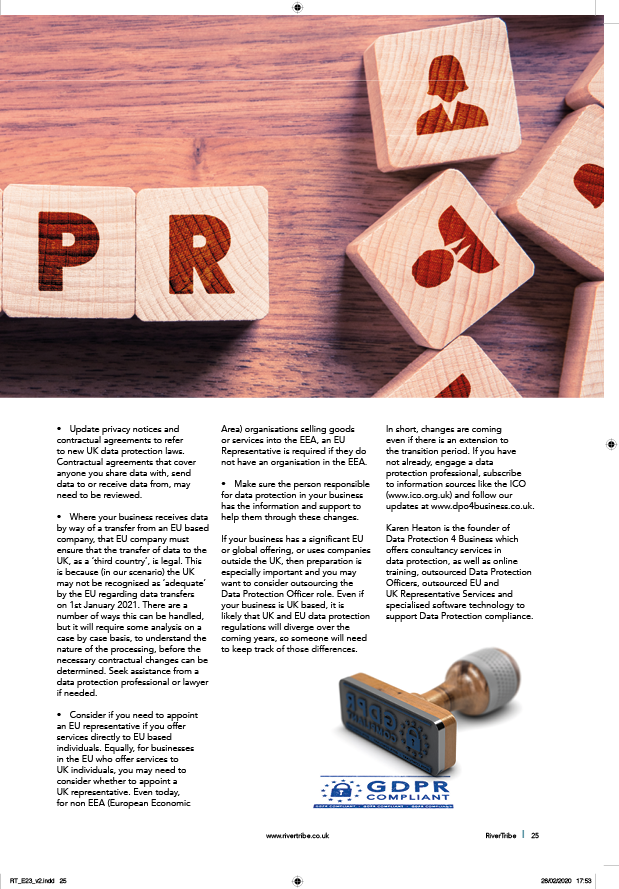 P R
• Update privacy notices and
contractual agreements to refer
to new UK data protection laws.
Contractual agreements that cover
anyone you share data with, send
data to or receive data from, may
need to be reviewed.
• Where your business receives data
by way of a transfer from an EU based
company, that EU company must
ensure that the transfer of data to the
UK, as a ‘third country’, is legal. This
is because (in our scenario) the UK
may not be recognised as ‘adequate’
by the EU regarding data transfers
on 1st January 2021. There are a
number of ways this can be handled,
but it will require some analysis on a
case by case basis, to understand the
nature of the processing, before the
necessary contractual changes can be
determined. Seek assistance from a
data protection professional or lawyer
if needed.
• Consider if you need to appoint
an EU representative if you offer
services directly to EU based
individuals. Equally, for businesses
in the EU who offer services to
UK individuals, you may need to
consider whether to appoint a
UK representative. Even today,
for non EEA (European Economic
Area) organisations selling goods
or services into the EEA, an EU
Representative is required if they do
not have an organisation in the EEA.
• Make sure the person responsible
for data protection in your business
has the information and support to
help them through these changes.
If your business has a significant EU
or global offering, or uses companies
outside the UK, then preparation is
especially important and you may
want to consider outsourcing the
Data Protection Officer role. Even if
your business is UK based, it is
likely that UK and EU data protection
regulations will diverge over the
coming years, so someone will need
to keep track of those differences.
In short, changes are coming
even if there is an extension to
the transition period. If you have
not already, engage a data
protection professional, subscribe
to information sources like the ICO
(www.ico.org.uk) and follow our
updates at www.dpo4business.co.uk.
Karen Heaton is the founder of
Data Protection 4 Business which
offers consultancy services in
data protection, as well as online
training, outsourced Data Protection
Officers, outsourced EU and
UK Representative Services and
specialised software technology to
support Data Protection compliance.
GDPR
COMPLIANT
www.rivertribe.co.uk
RiverTribe | 25
RT_E23_v2.indd 25
28/02/2020 17:53